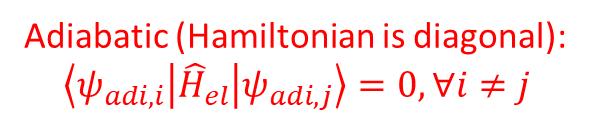 Adiabatic (Hamiltonian is diagonal):
⟨ψ_{adi,i}|Ĥ_{el}|ψ_{adi,j}⟩ = 0, ∀i ≠ j